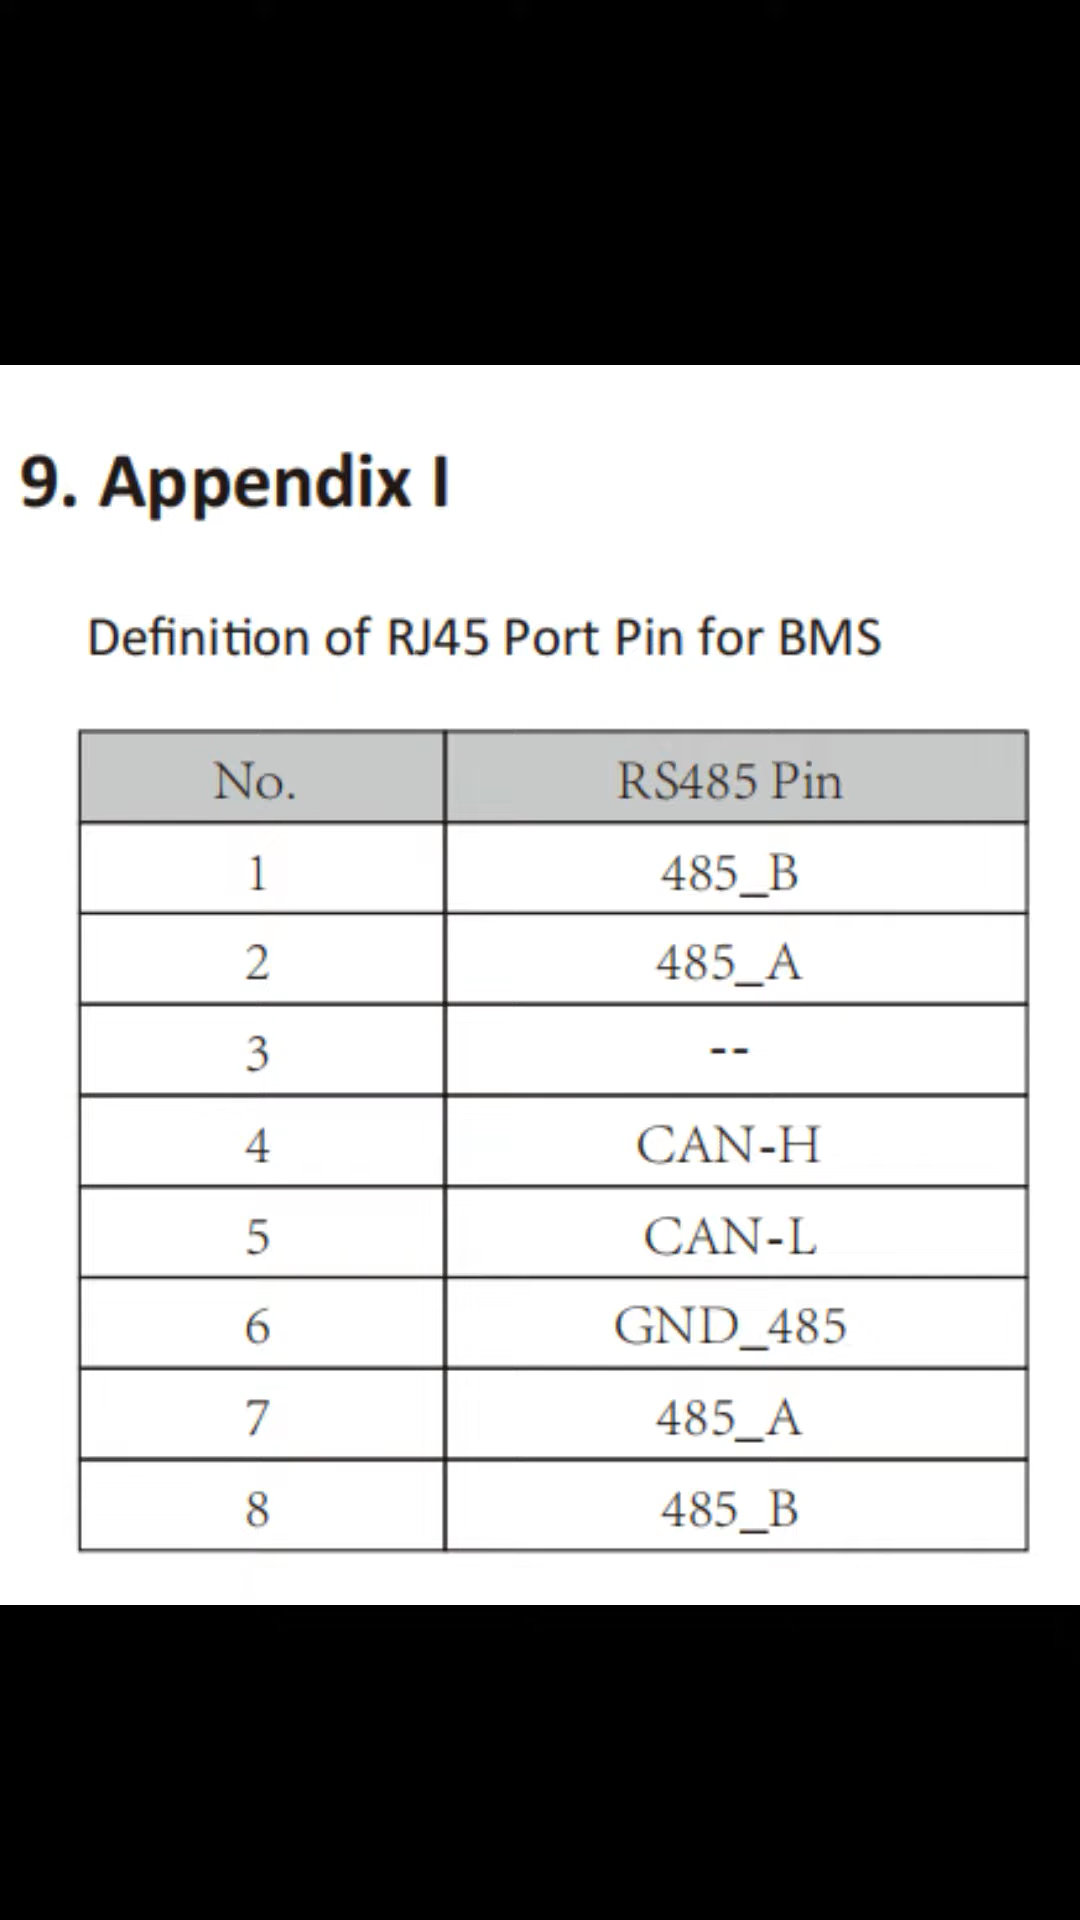 9. Appendix I
Definition of RJ45 Port Pin for BMS
No. RS485 Pin
1 485_B
2 485_A
3 --
4 CAN-H
5 CAN-L
6 GND_485
7 485_A
8 485_B